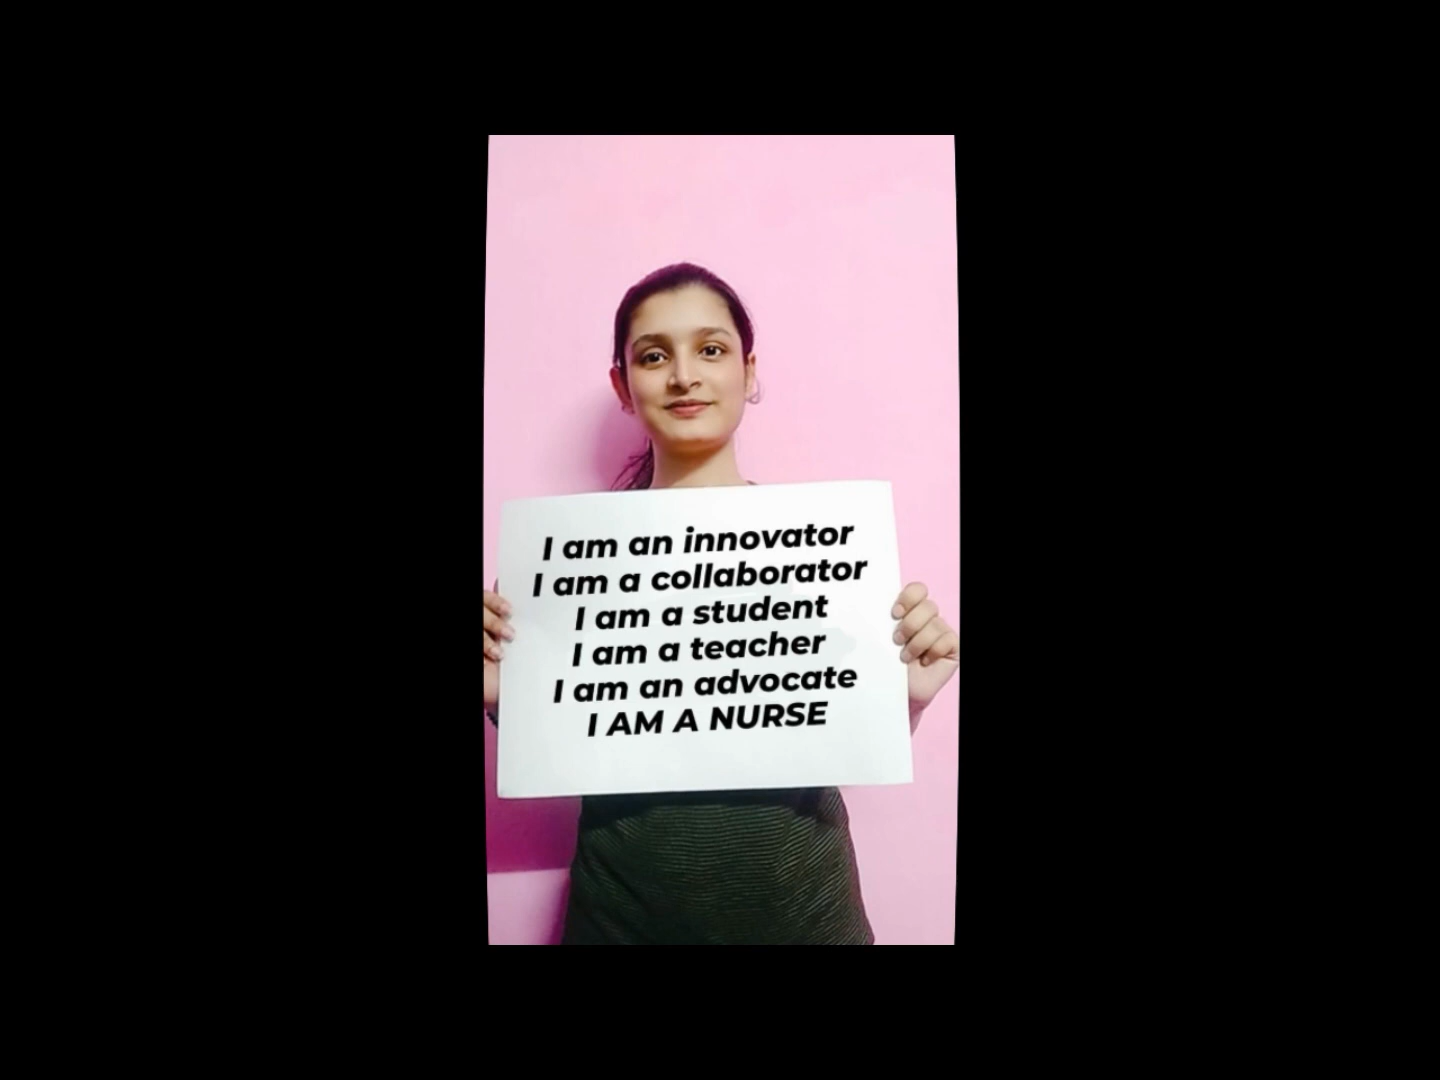 I am an innovator
I am a collaborator
I am a student
I am a teacher
I am an advocate
I AM A NURSE